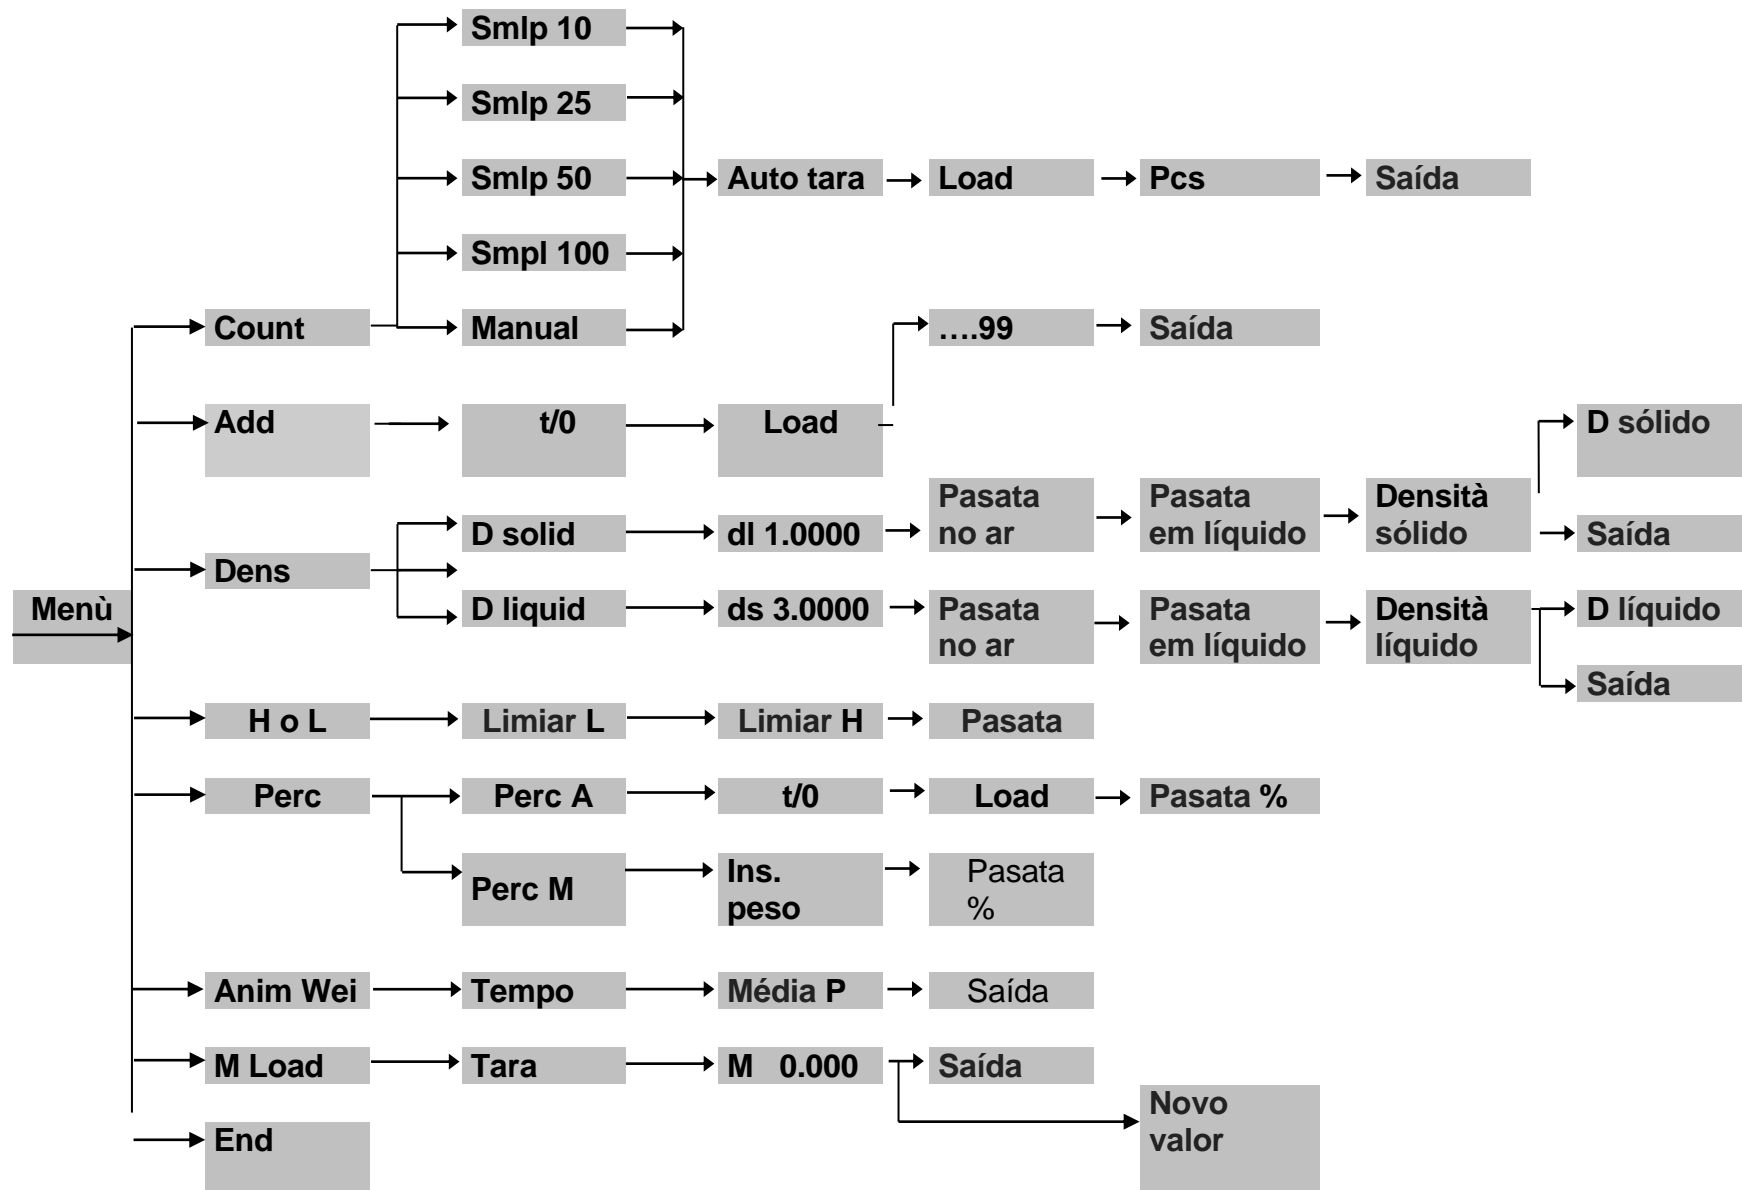 Smlp 10
Smlp 25
Smlp 50
Auto tara
Load
Pcs
Saída
Smpl 100
Count
Manual
....99
Saída
Add
t/0
Load
D sólido
Dens
D solid
dl 1.0000
Pasata
no ar
Pasata
em líquido
Densità
sólido
Saída
Menù
D liquid
ds 3.0000
Pasata
no ar
Pasata
em líquido
Densità
líquido
D líquido
Saída
H o L
Limiar L
Limiar H
Pasata
Perc
Perc A
t/0
Load
Pasata %
Perc M
Ins.
peso
Pasata
%
Anim Wei
Tempo
Média P
Saída
M Load
Tara
M 0.000
Saída
Novo
valor
End